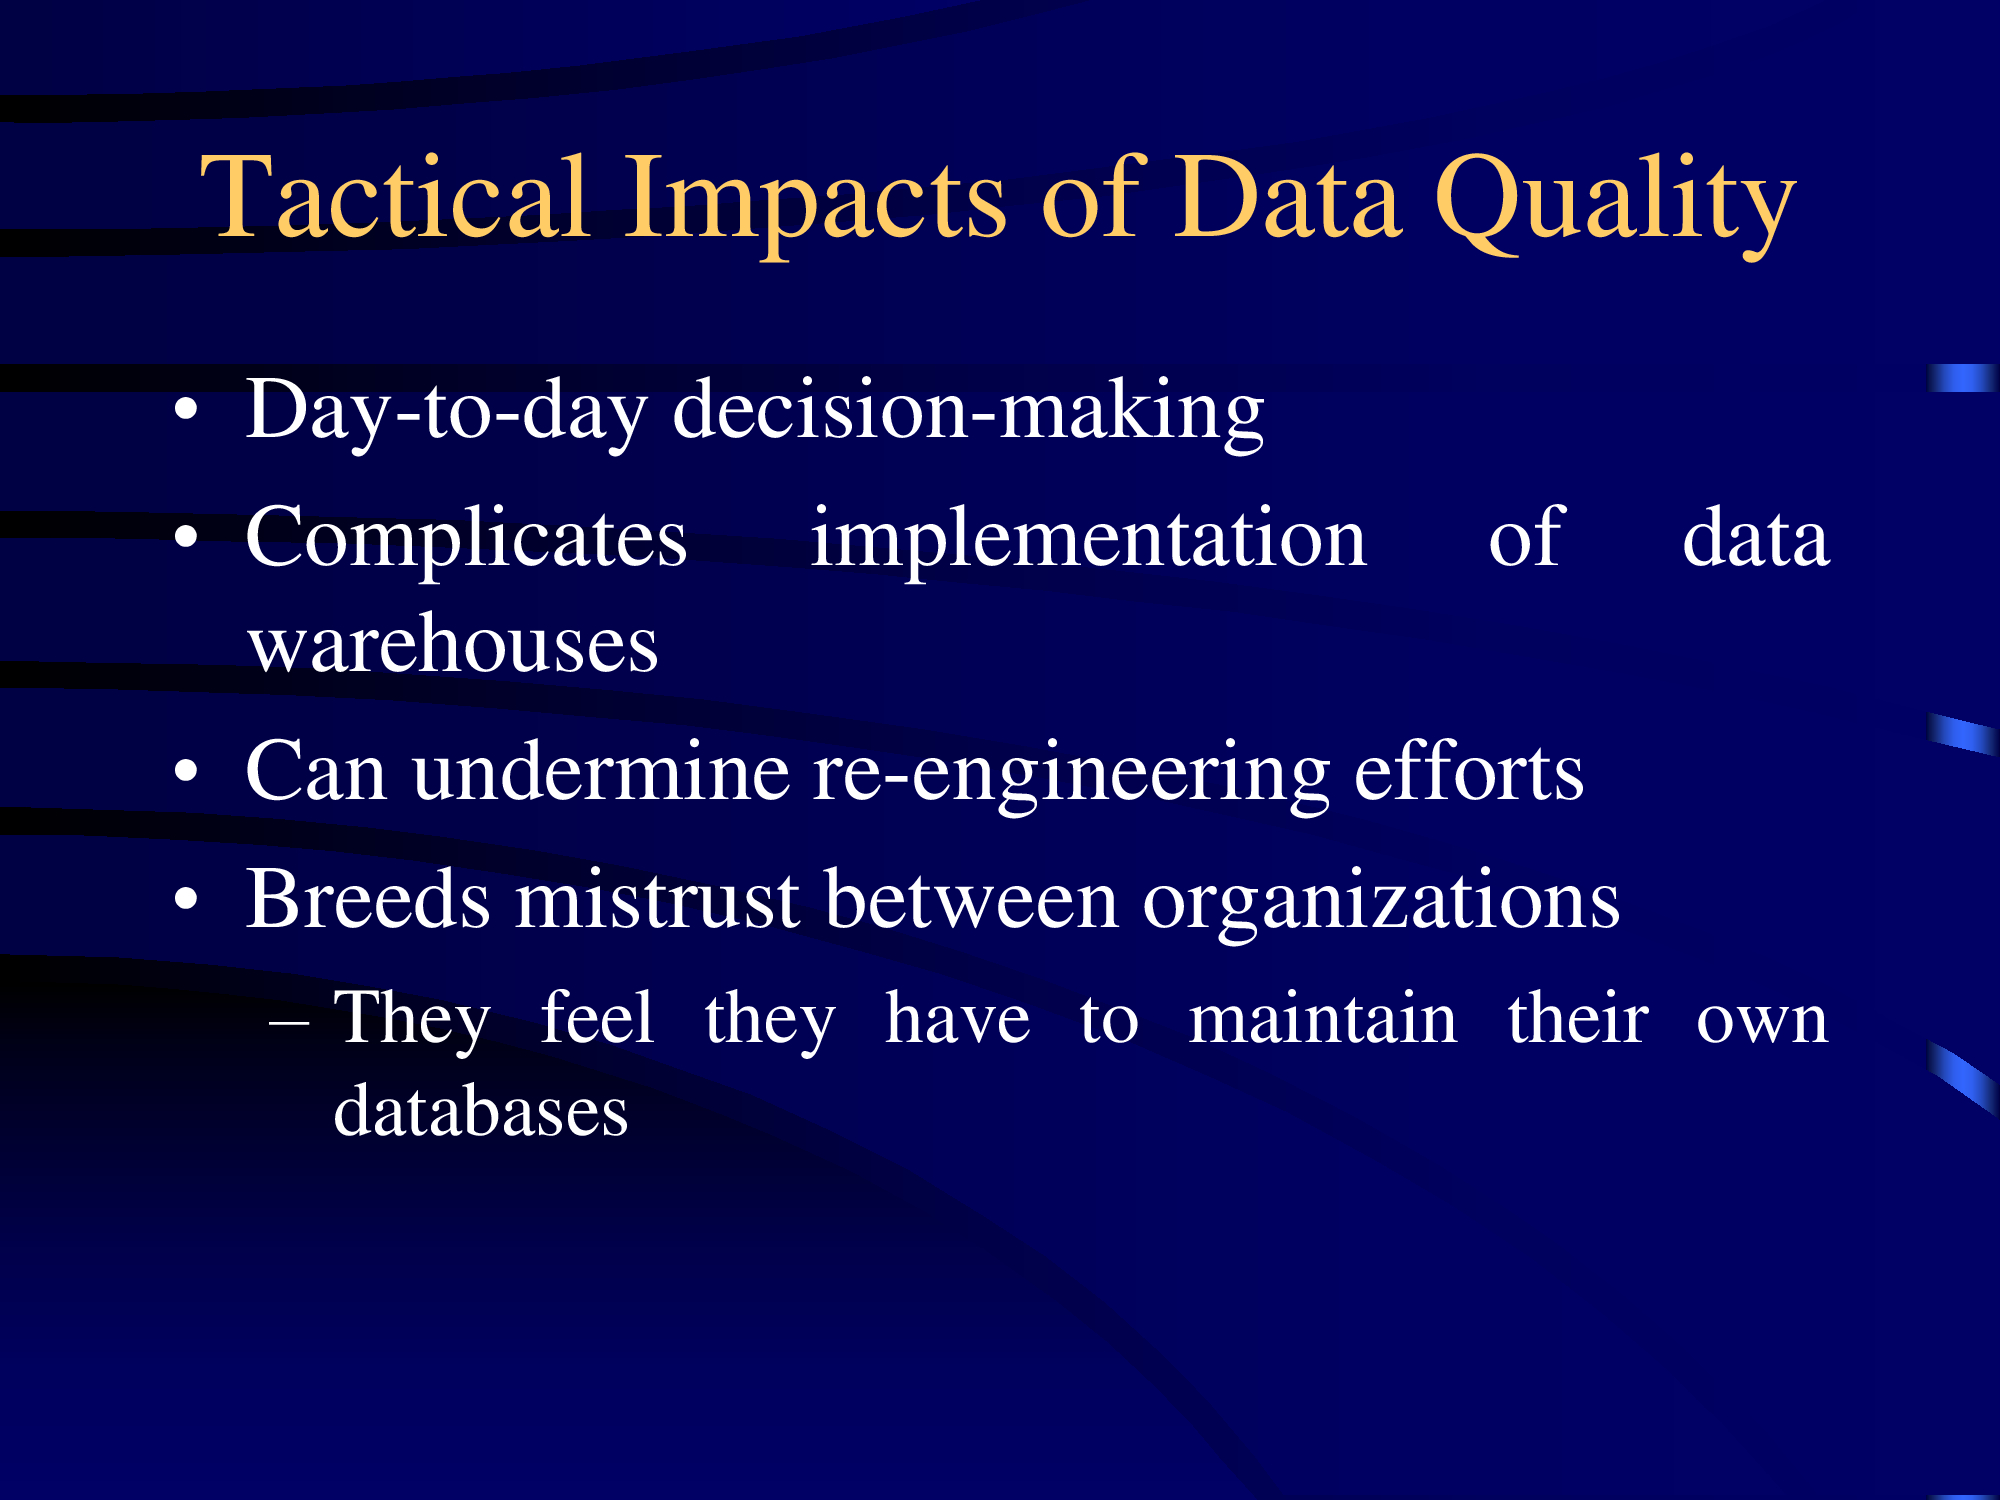 Tactical Impacts of Data Quality
• Day-to-day decision-making
• Complicates implementation of data
warehouses
• Can undermine re-engineering efforts
• Breeds mistrust between organizations
– They feel they have to maintain their own
databases